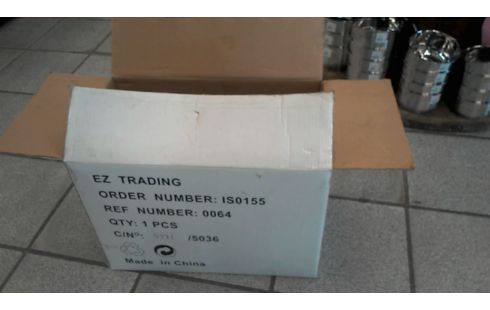 EZ TRADING
ORDER NUMBER: IS0155
REF NUMBER: 0064
QTY: 1 PCS
C/Nº: /5036
Made in China